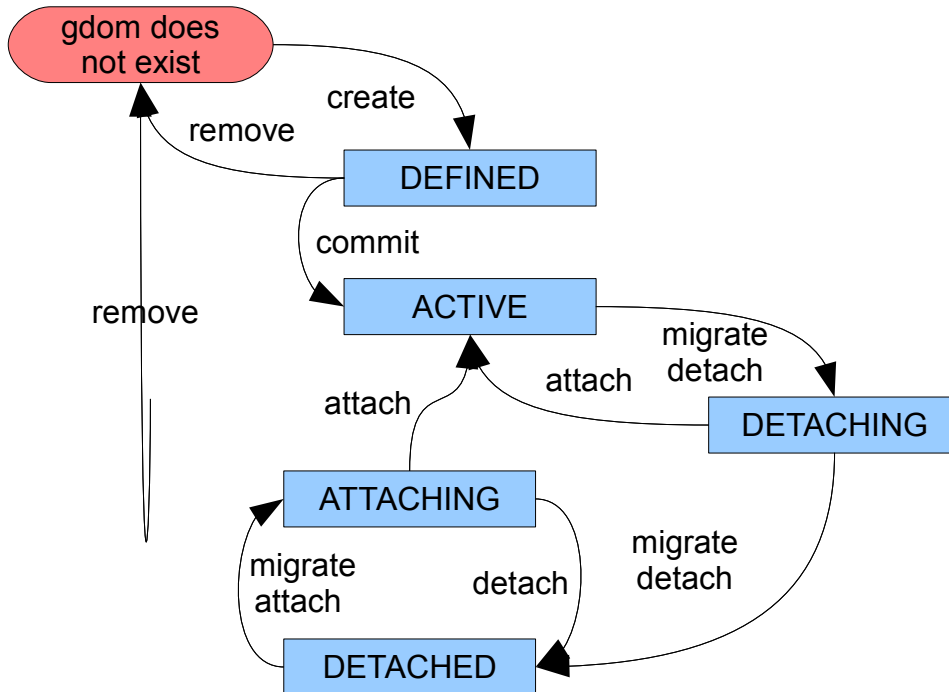 gdom does
not exist
create
remove
DEFINED
commit
ACTIVE
remove
migrate
detach
attach
attach
DETACHING
ATTACHING
migrate
attach
detach
migrate
detach
DETACHED